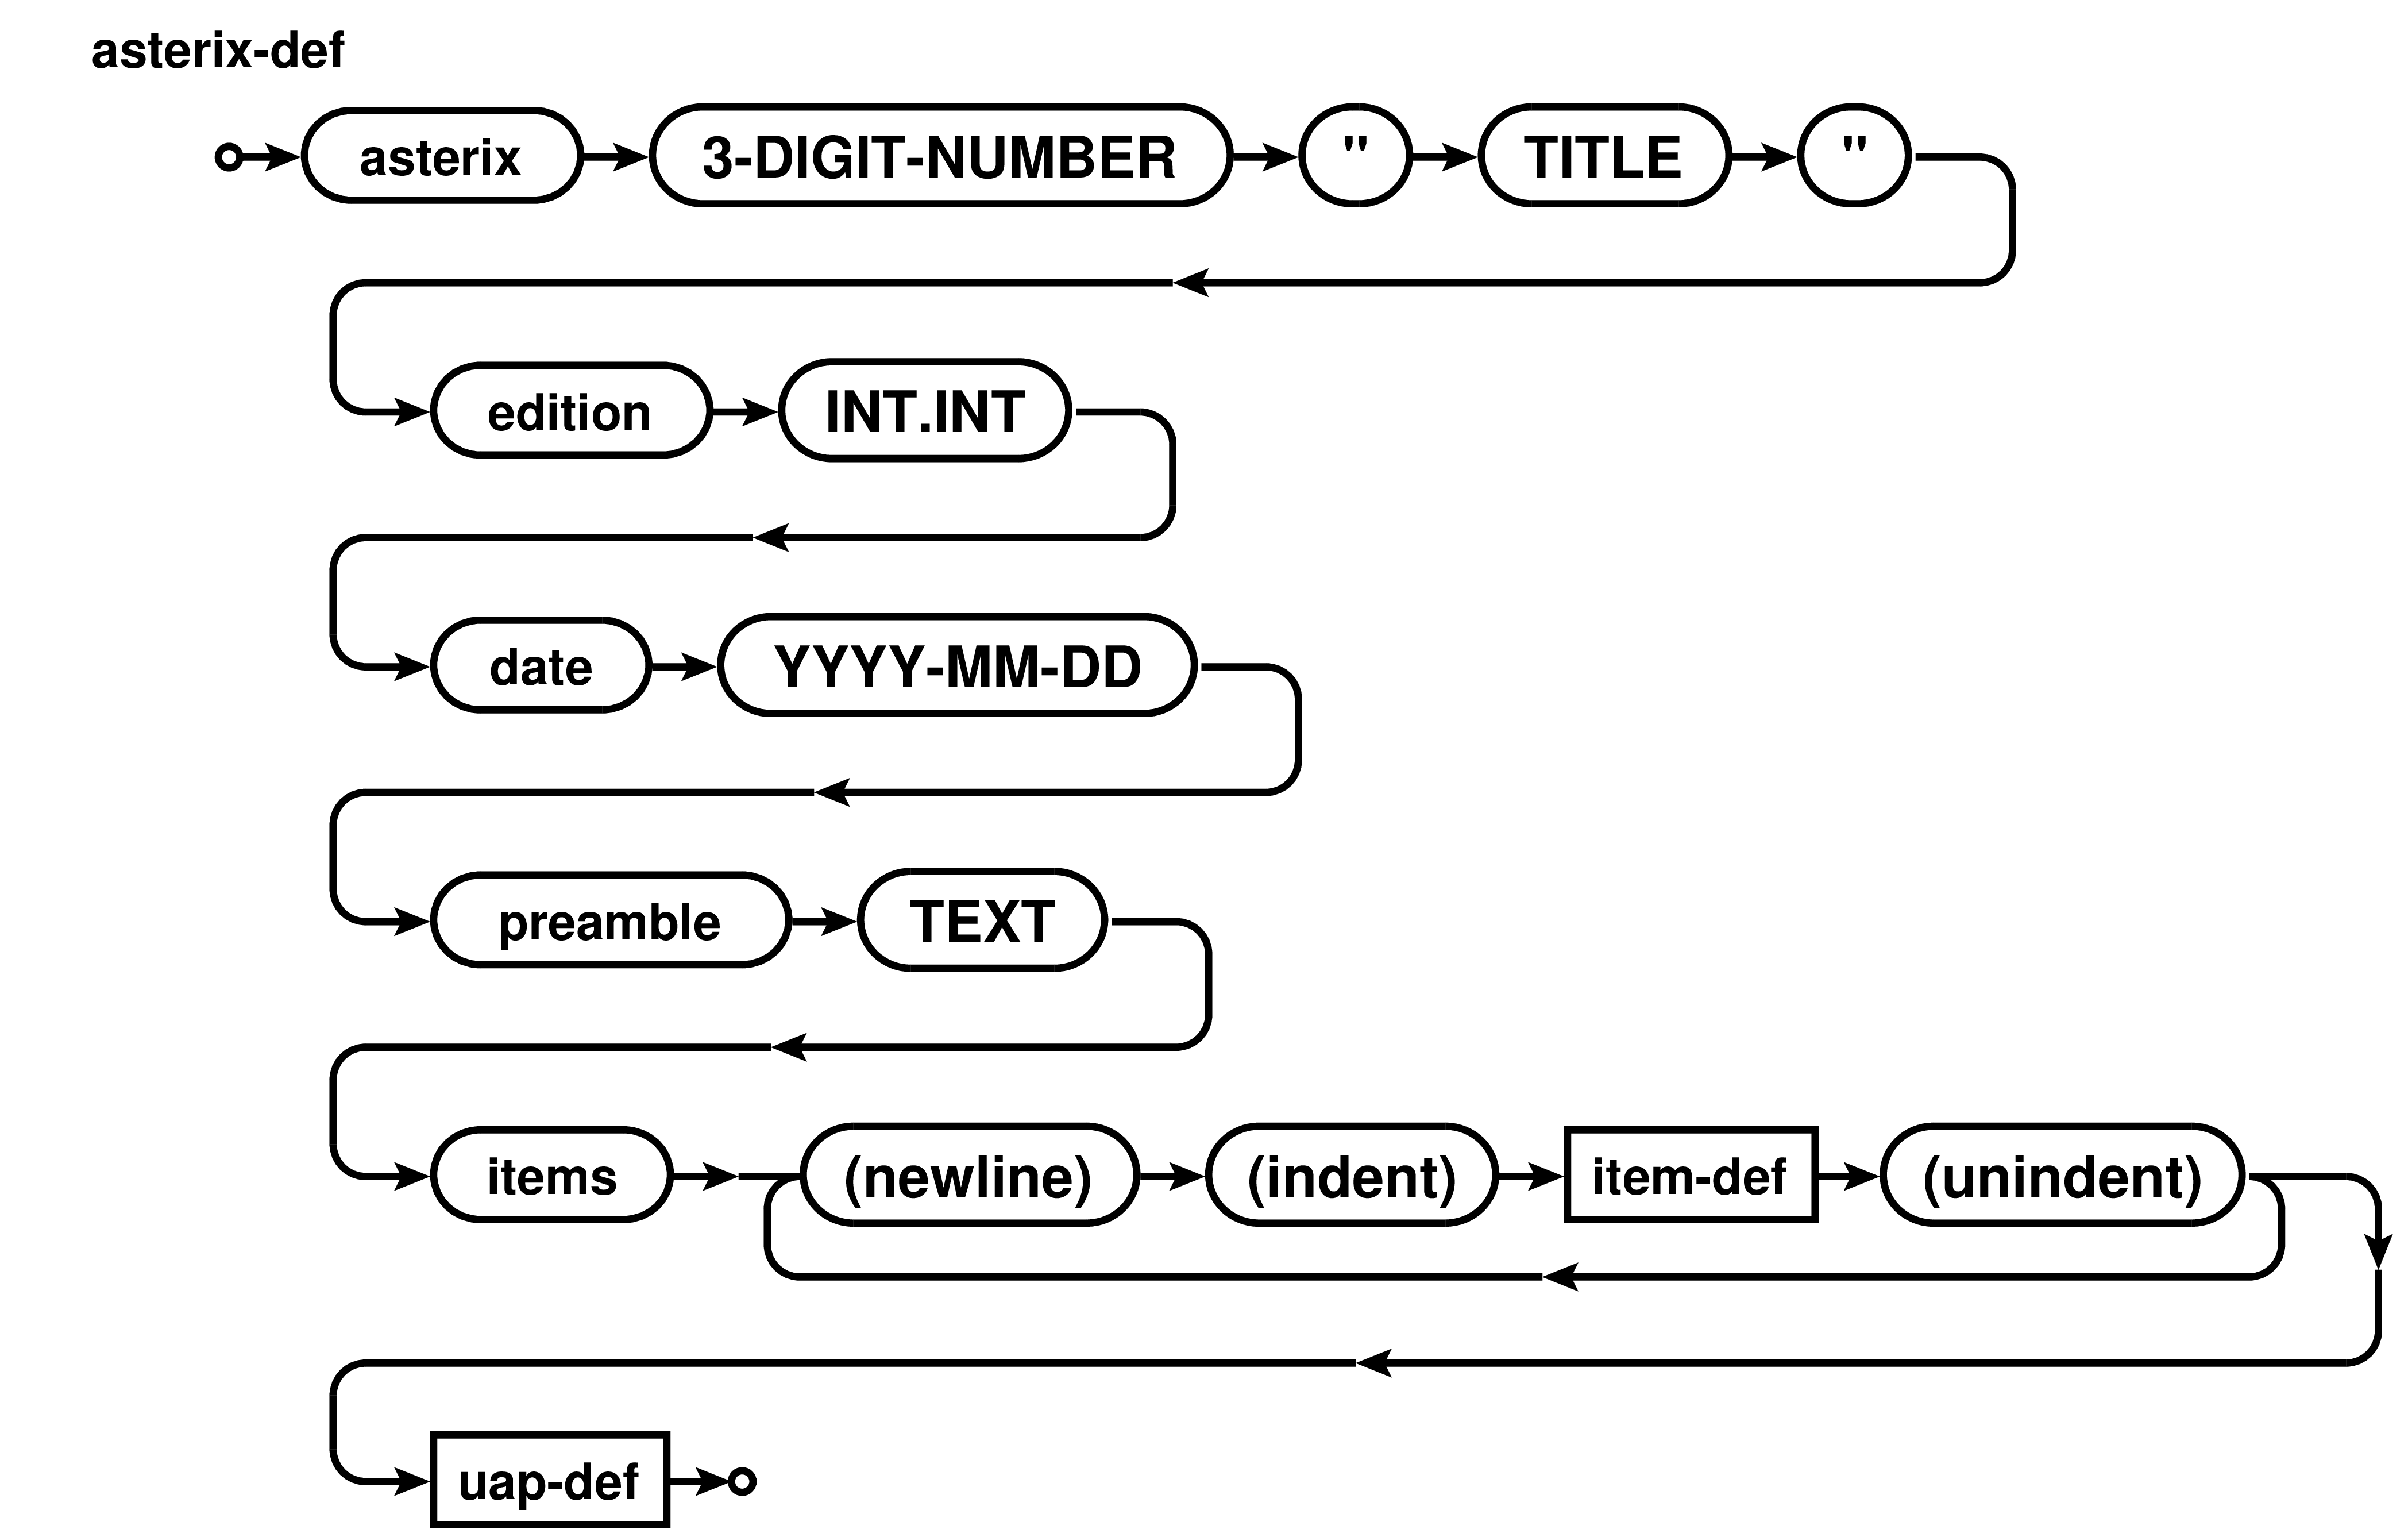 asterix-def
asterix 3-DIGIT-NUMBER " TITLE "
edition INT.INT
date YYYY-MM-DD
preamble TEXT
items (newline) (indent) item-def (unindent)
uap-def